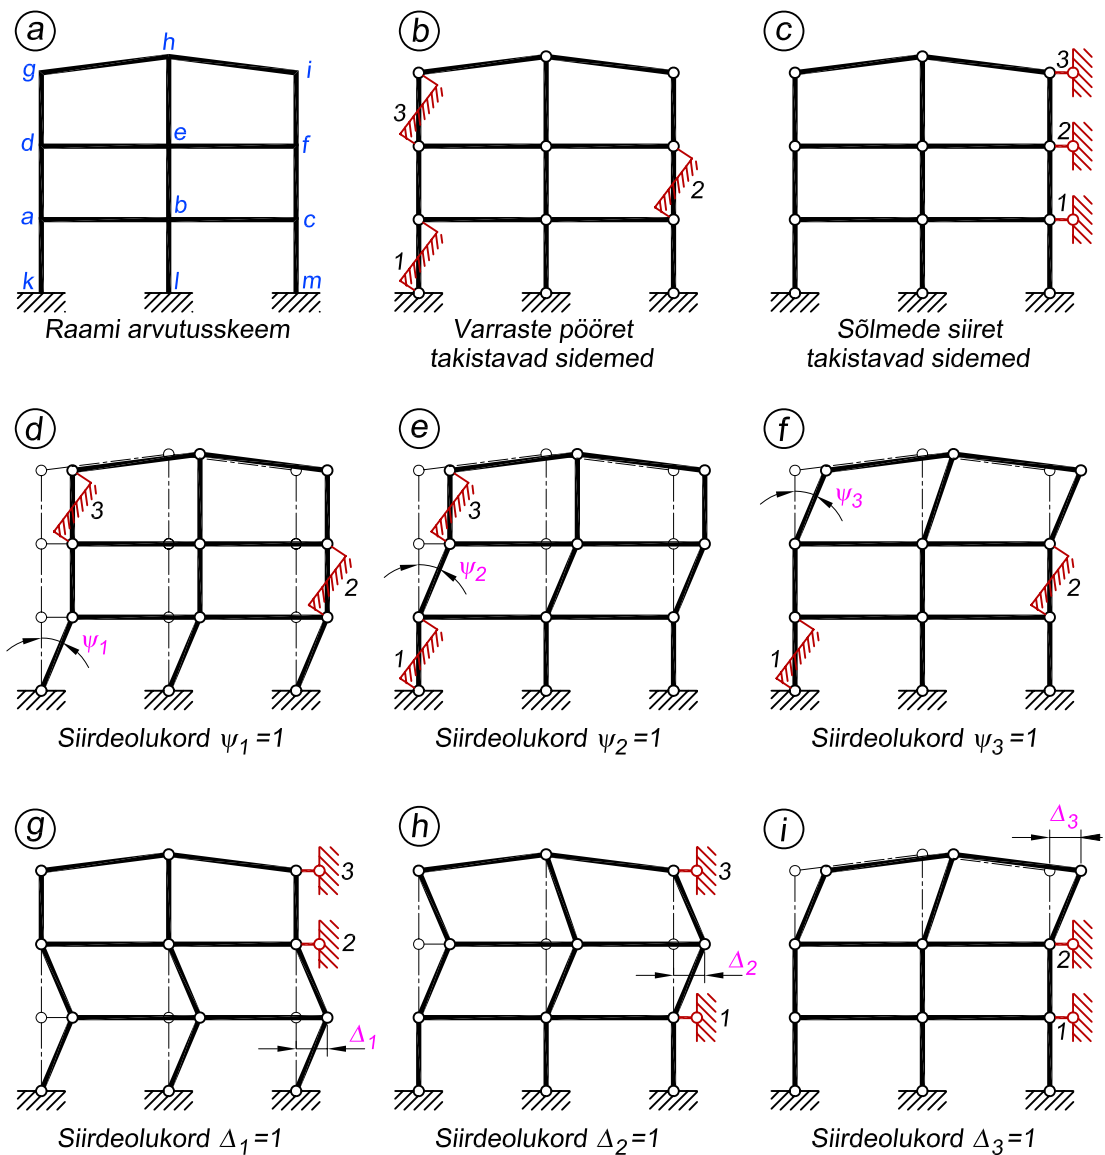 a
b
c
h
g
i
d
e
f
a
b
c
k
l
m
3
2
1
3
2
1
Raami arvutusskeem
Varraste pööret
takistavad sidemed
Sõlmede siiret
takistavad sidemed
d
e
f
3
2
ψ1
3
ψ2
1
ψ3
2
1
Siirdeolukord ψ1=1
Siirdeolukord ψ2=1
Siirdeolukord ψ3=1
g
h
i
3
2
Δ1
3
Δ2
1
Δ3
2
1
Siirdeolukord Δ1=1
Siirdeolukord Δ2=1
Siirdeolukord Δ3=1